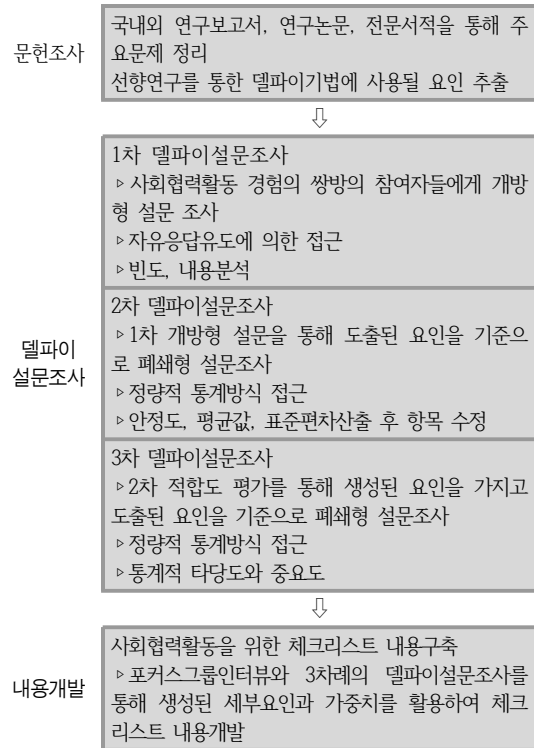 문헌조사
국내외 연구보고서, 연구논문, 전문서적을 통해 주
요문제 정리
선향연구를 통한 델파이기법에 사용될 요인 추출
⇩
델파이
설문조사
1차 델파이설문조사
▹사회협력활동 경험의 쌍방의 참여자들에게 개방
형 설문 조사
▹자유응답유도에 의한 접근
▹빈도, 내용분석
2차 델파이설문조사
▹1차 개방형 설문을 통해 도출된 요인을 기준으
로 폐쇄형 설문조사
▹정량적 통계방식 접근
▹안정도, 평균값, 표준편차산출 후 항목 수정
3차 델파이설문조사
▹2차 적합도 평가를 통해 생성된 요인을 가지고
도출된 요인을 기준으로 폐쇄형 설문조사
▹정량적 통계방식 접근
▹통계적 타당도와 중요도
⇩
내용개발
사회협력활동을 위한 체크리스트 내용구축
▹포커스그룹인터뷰와 3차례의 델파이설문조사를
통해 생성된 세부요인과 가중치를 활용하여 체크
리스트 내용개발